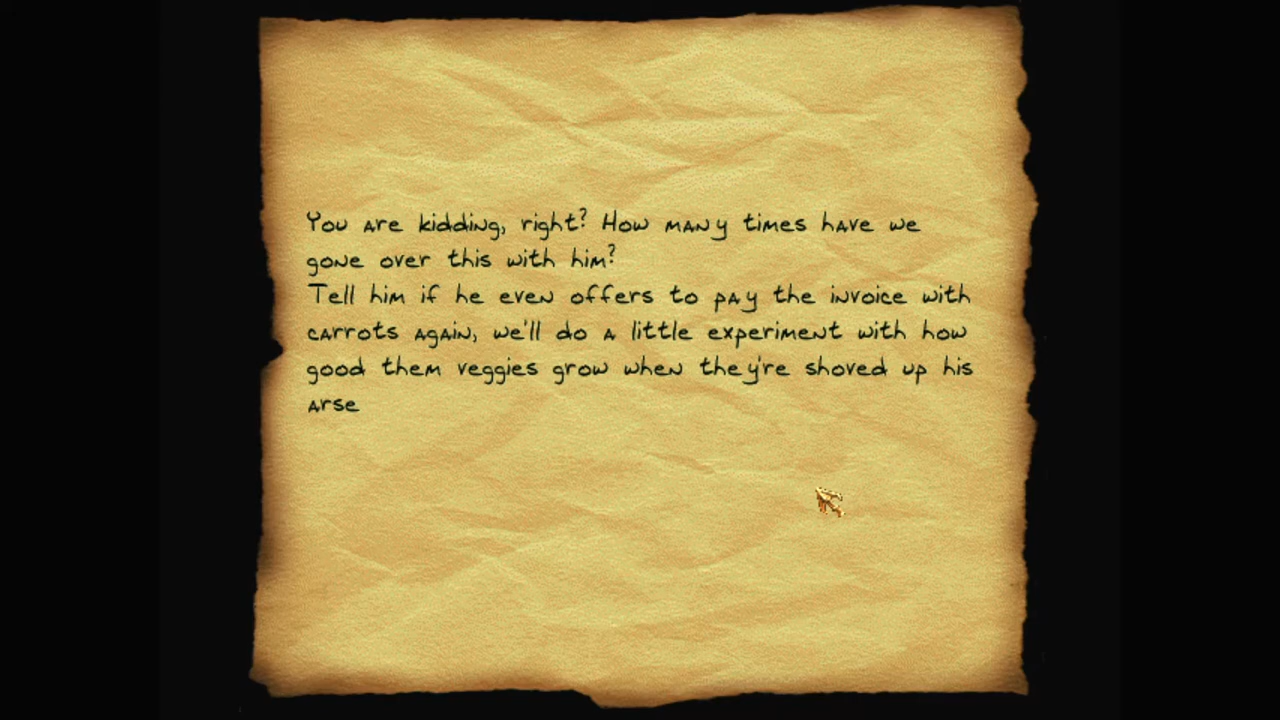 You are kidding, right? How many times have we
gone over this with him?
Tell him if he even offers to pay the invoice with
carrots again, we'll do a little experiment with how
good them veggies grow when they're shoved up his
arse